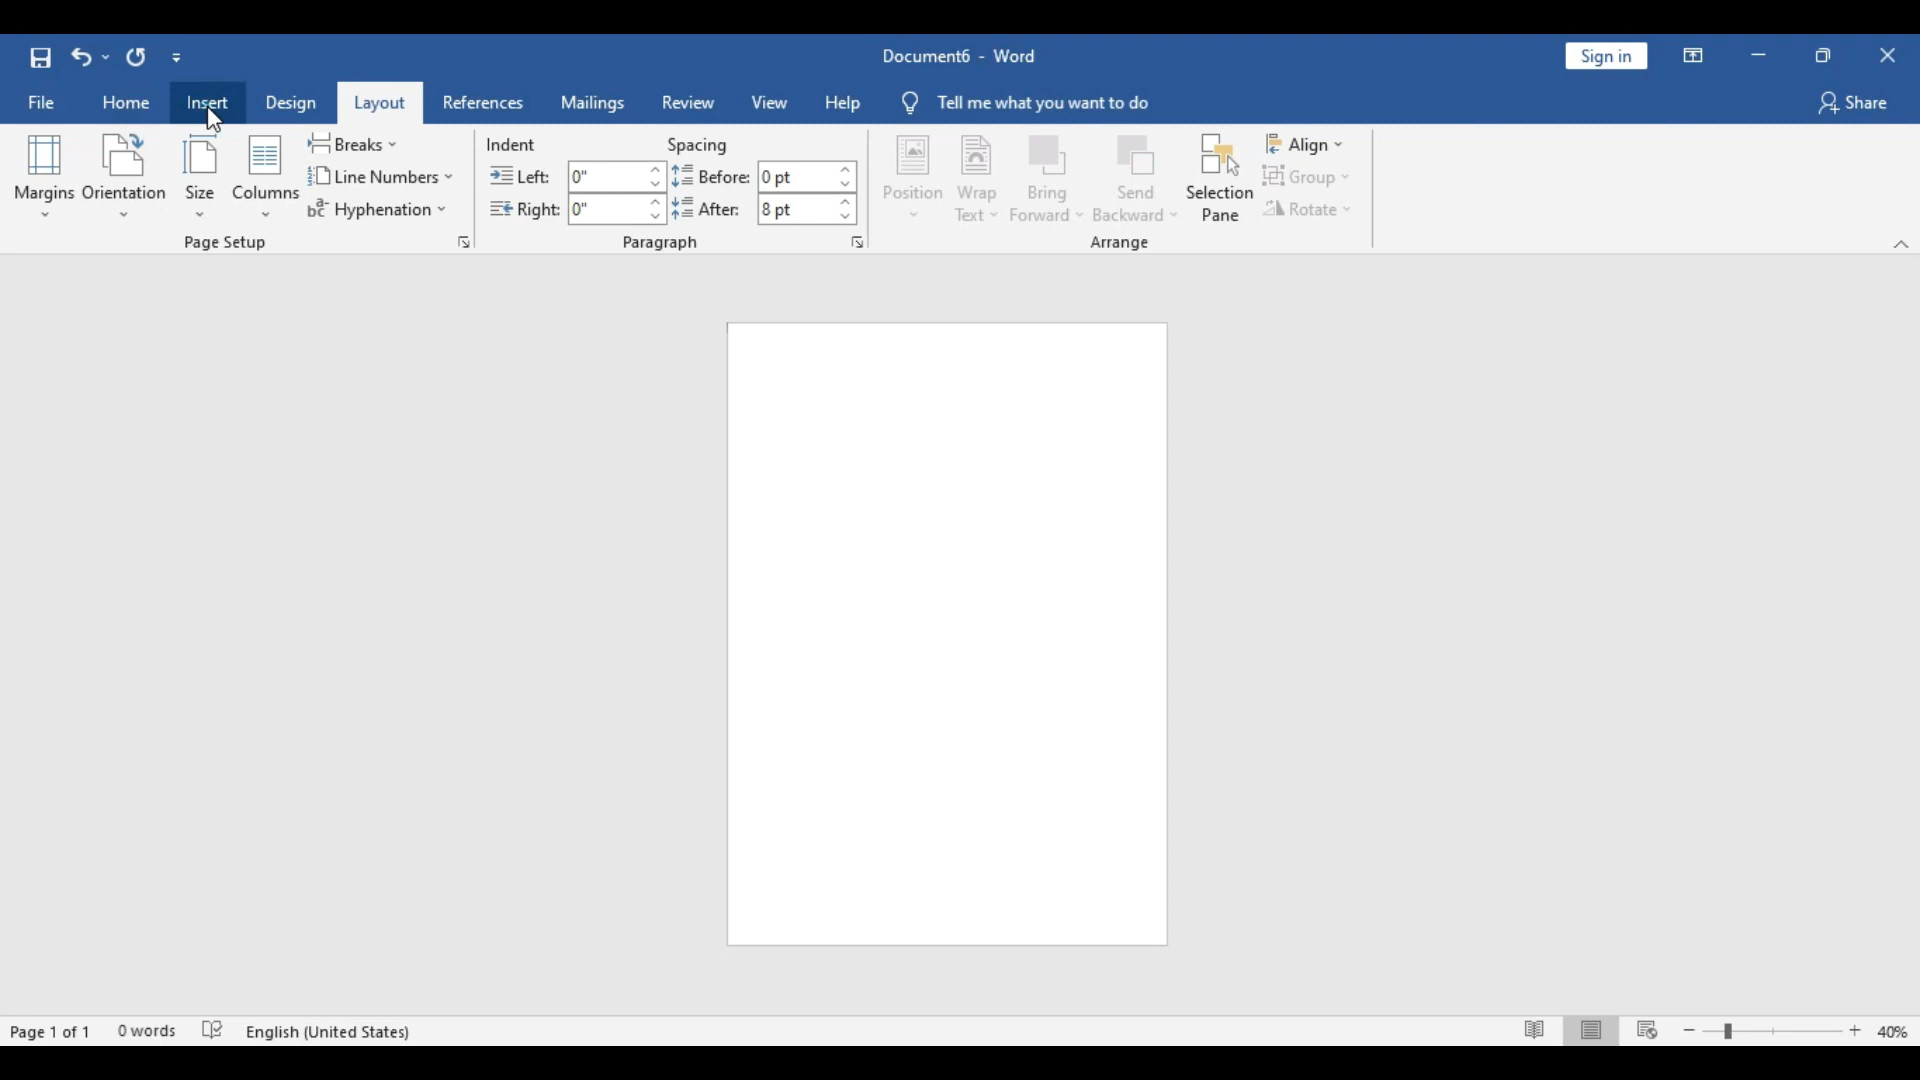 Document6 - Word
Sign in
File Home Insert Design Layout References Mailings Review View Help Tell me what you want to do Share
Margins Orientation Size Columns
Breaks
Line Numbers
Hyphenation
Page Setup
Indent Spacing
Left: 0" Before: 0 pt
Right: 0" After: 8 pt
Paragraph
Position
Wrap
Text
Bring
Forward
Send
Backward
Selection
Pane
Align
Group
Rotate
Arrange
Page 1 of 1 0 words English (United States) 40%